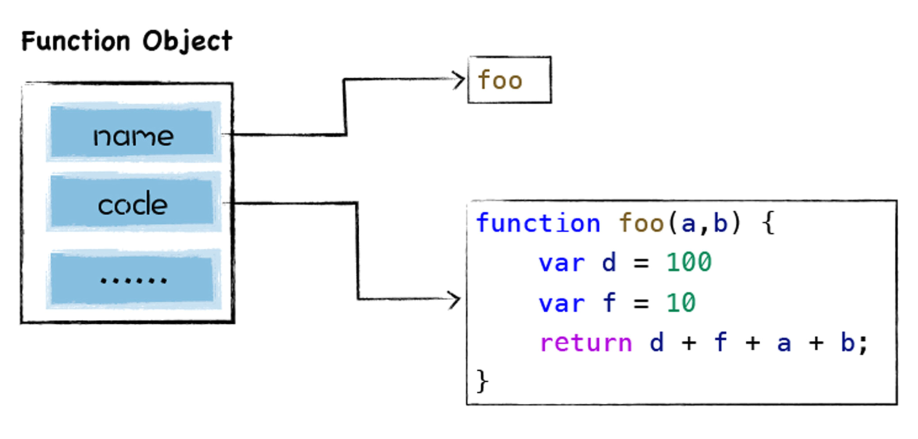 Function Object
name
foo
code
......
function foo(a,b) {
    var d = 100
    var f = 10
    return d + f + a + b;
}